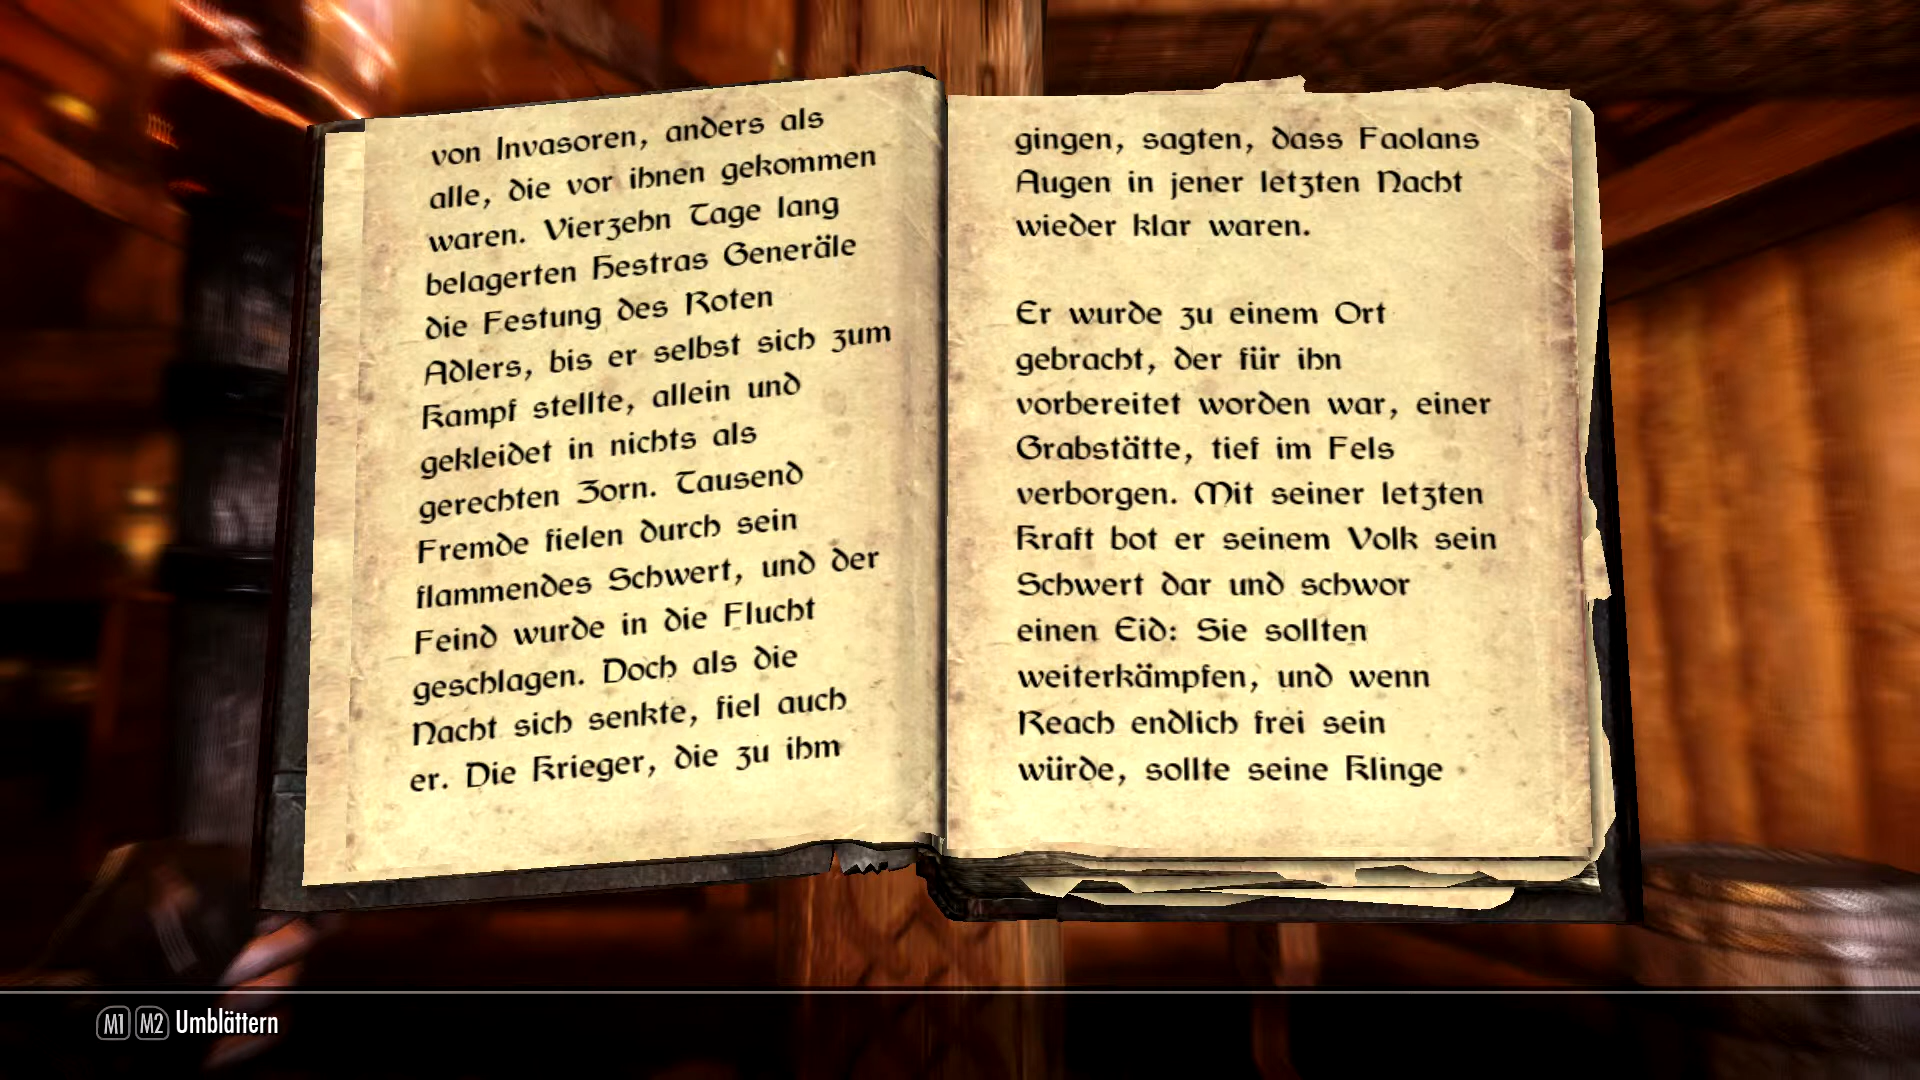 von Invasoren, anders als
alle, die vor ihnen gekommen
waren. Vierzehn Tage lang
belagerten Hestras Generäle
die Festung des Roten
Adlers, bis er selbst sich zum
Kampf stellte, allein und
gekleidet in nichts als
gerechten Zorn. Tausend
Fremde fielen durch sein
flammendes Schwert, und der
Feind wurde in die Flucht
geschlagen. Doch als die
Nacht sich senkte, fiel auch
er. Die Krieger, die zu ihm
gingen, sagten, dass Faolans
Augen in jener letzten Nacht
wieder klar waren.
Er wurde zu einem Ort
gebracht, der für ihn
vorbereitet worden war, einer
Grabstätte, tief im Fels
verborgen. Mit seiner letzten
Kraft bot er seinem Volk sein
Schwert dar und schwor
einen Eid: Sie sollten
weiterkämpfen, und wenn
Reach endlich frei sein
würde, sollte seine Klinge
M1 M2 Umblättern